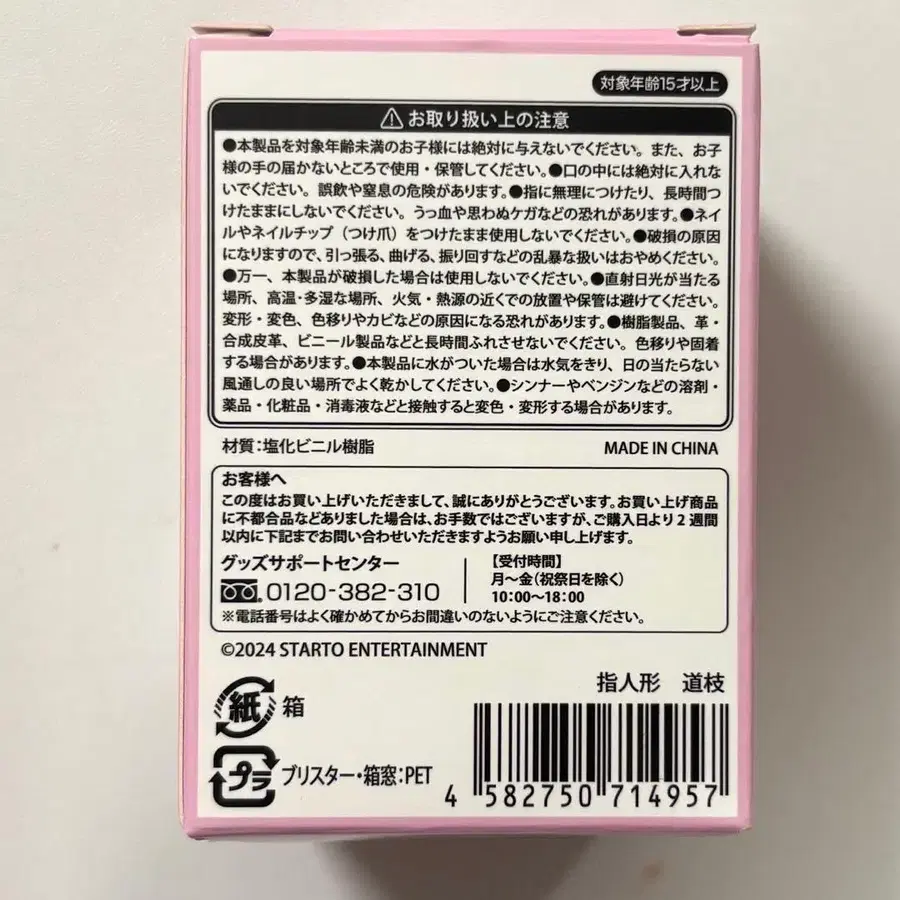 対象年齢15才以上
⚠お取り扱い上の注意
●本製品を対象年齢未満のお子様には絶対に与えないでください。また、お子
様の手の届かないところで使用・保管してください。●口の中には絶対に入れな
いでください。誤飲や窒息の危険があります。●指に無理につけたり、長時間つ
けたままにしないでください。うっ血や思わぬケガなどの恐れがあります。●ネイ
ルやネイルチップ（つけ爪）をつけたまま使用しないでください。●破損の原因
になりますので、引っ張る、曲げる、振り回すなどの乱暴な扱いはおやめください。
●万一、本製品が破損した場合は使用しないでください。●直射日光が当たる
場所、高温・多湿な場所、火気・熱源の近くでの放置や保管は避けてください。
変形・変色、色移りやカビなどの原因になる恐れがあります。●樹脂製品、革・
合成皮革、ビニール製品などと長時間ふれさせないでください。色移りや固着
する場合があります。●本製品に水がついた場合は水気をきり、日の当たらない
風通しの良い場所でよく乾かしてください。●シンナーやベンジンなどの溶剤・
薬品・化粧品・消毒液などと接触すると変色・変形する場合があります。
材質：塩化ビニル樹脂 MADE IN CHINA
お客様へ
この度はお買い上げいただきまして、誠にありがとうございます。お買い上げ商品
に不都合品などありました場合は、お手数ではございますが、ご購入日より2週間
以内に下記までお問い合わせいただきますようお願い申し上げます。
グッズサポートセンター
0120-382-310
【受付時間】
月～金（祝祭日を除く）
10:00～18:00
※電話番号はよく確かめてからお間違いのないようにご注意ください。
©2024 STARTO ENTERTAINMENT
指人形 道枝
紙 箱
プラ ブリスター・箱窓：PET
4 582750 714957